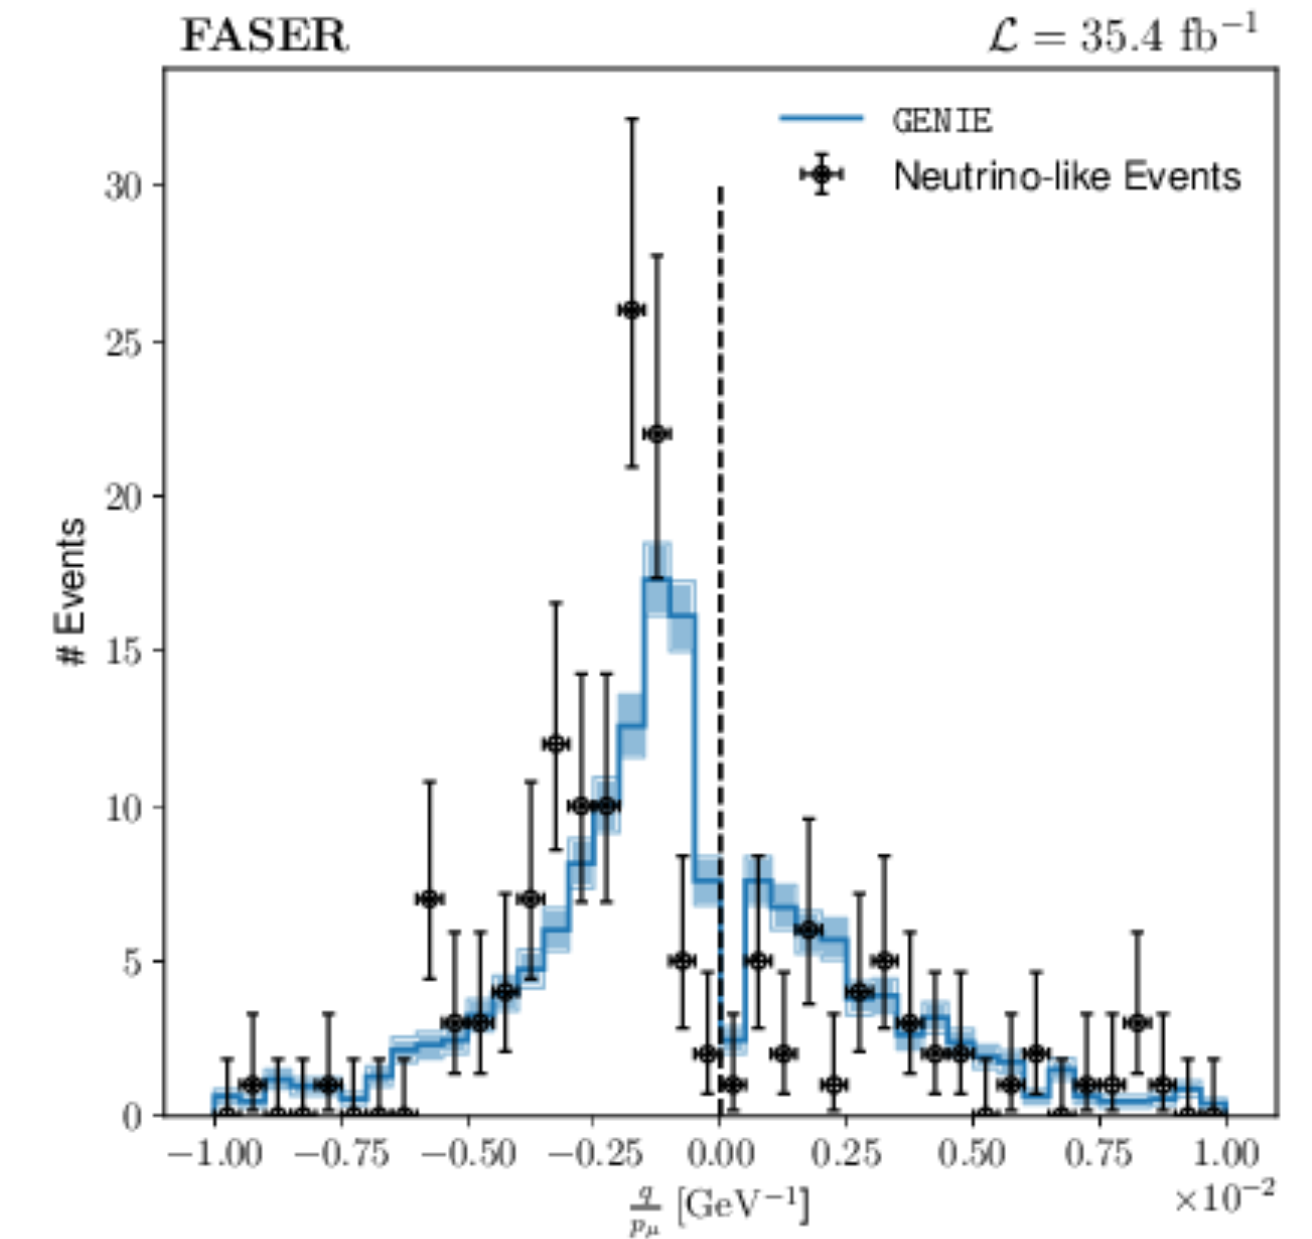 FASER
ℒ = 35.4 fb⁻¹
GENIE
Neutrino-like Events
# Events
30
25
20
15
10
5
0
−1.00 −0.75 −0.50 −0.25 0.00 0.25 0.50 0.75 1.00
×10⁻²
q/pμ [GeV⁻¹]